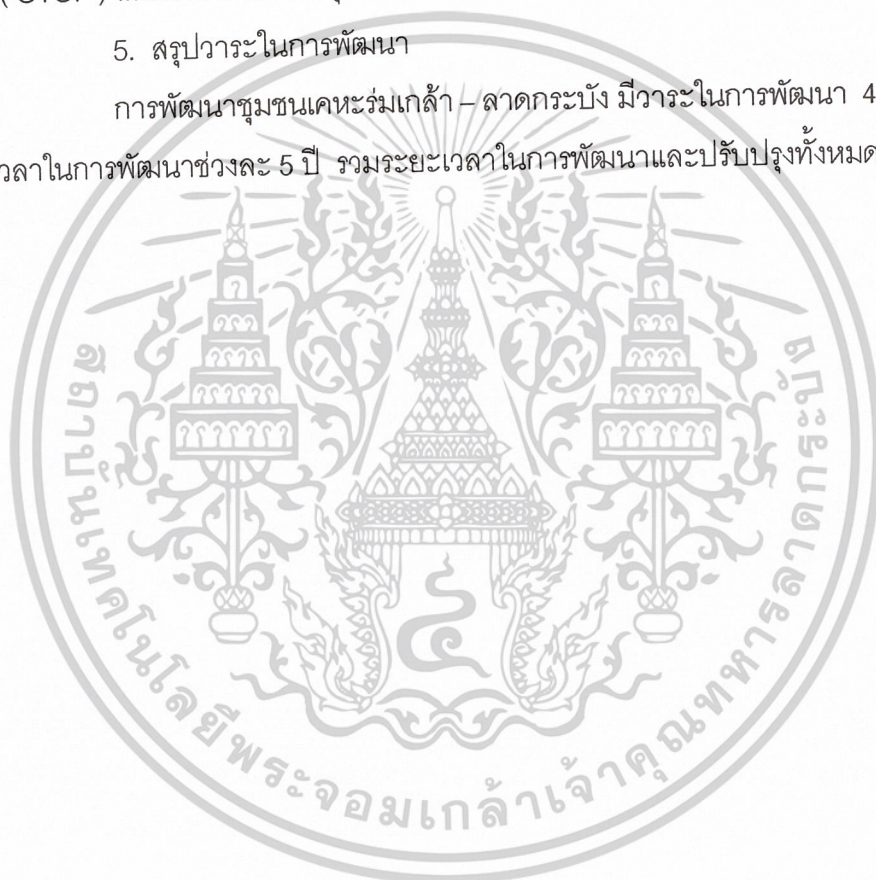 5. สรุปวาระในการพัฒนา
การพัฒนาชุมชนเคหะร่มเกล้า – ลาดกระบัง มีวาระในการพัฒนา 4
วลาในการพัฒนาช่วงละ 5 ปี รวมระยะเวลาในการพัฒนาและปรับปรุงทั้งหมด
สถาบันเทคโนโลยีพระจอมเกล้าเจ้าคุณทหารลาดกระบัง